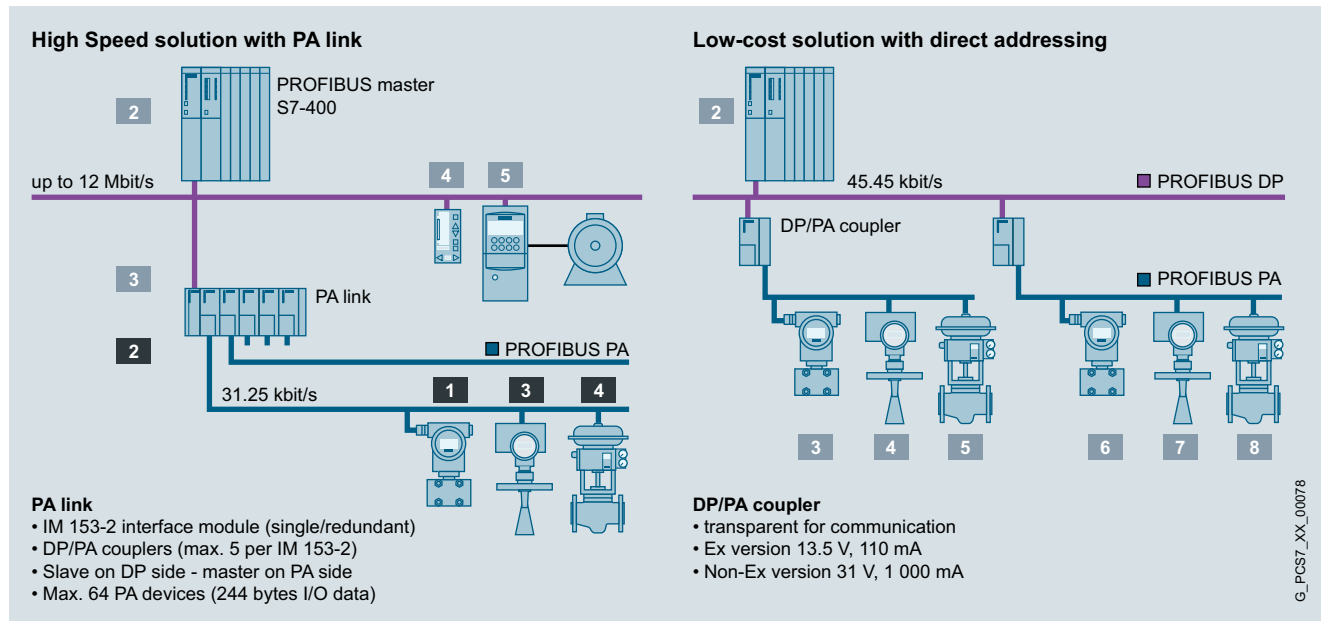 High Speed solution with PA link
2
PROFIBUS master
S7-400
up to 12 Mbit/s
4
5
3
PA link
2
PROFIBUS PA
31.25 kbit/s
1
3
4
PA link
• IM 153-2 interface module (single/redundant)
• DP/PA couplers (max. 5 per IM 153-2)
• Slave on DP side - master on PA side
• Max. 64 PA devices (244 bytes I/O data)
Low-cost solution with direct addressing
2
45.45 kbit/s
PROFIBUS DP
DP/PA coupler
PROFIBUS PA
3
4
5
6
7
8
DP/PA coupler
• transparent for communication
• Ex version 13.5 V, 110 mA
• Non-Ex version 31 V, 1 000 mA
G_PCS7_XX_00078